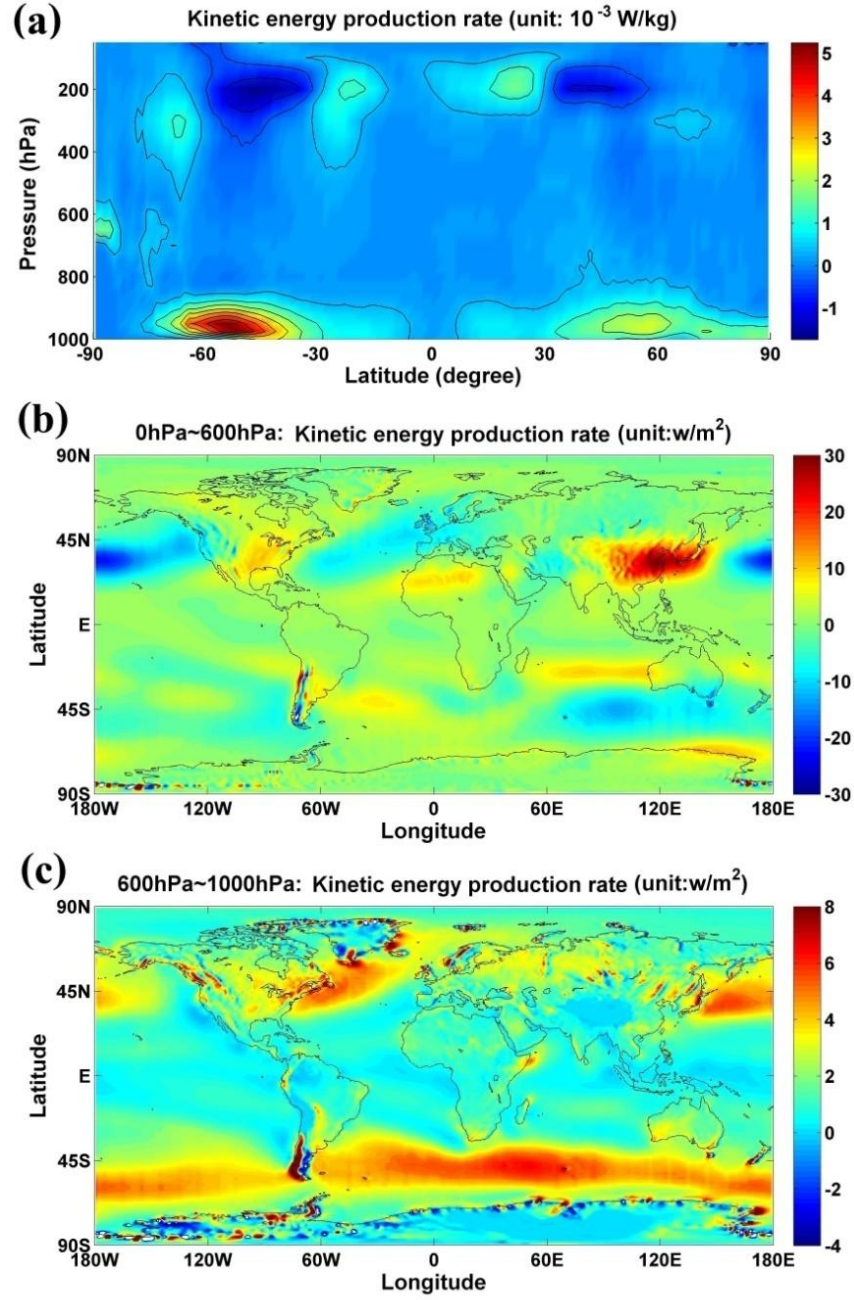 (a)
Kinetic energy production rate (unit: 10⁻³ W/kg)
200
400
600
800
1000
Pressure (hPa)
-90 -60 -30 0 30 60 90
Latitude (degree)
5
4
3
2
1
0
-1
(b)
0hPa~600hPa: Kinetic energy production rate (unit:w/m²)
90N
45N
E
45S
90S
Latitude
180W 120W 60W 0 60E 120E 180E
Longitude
30
20
10
0
-10
-20
-30
(c)
600hPa~1000hPa: Kinetic energy production rate (unit:w/m²)
90N
45N
E
45S
90S
Latitude
180W 120W 60W 0 60E 120E 180E
Longitude
8
6
4
2
0
-2
-4